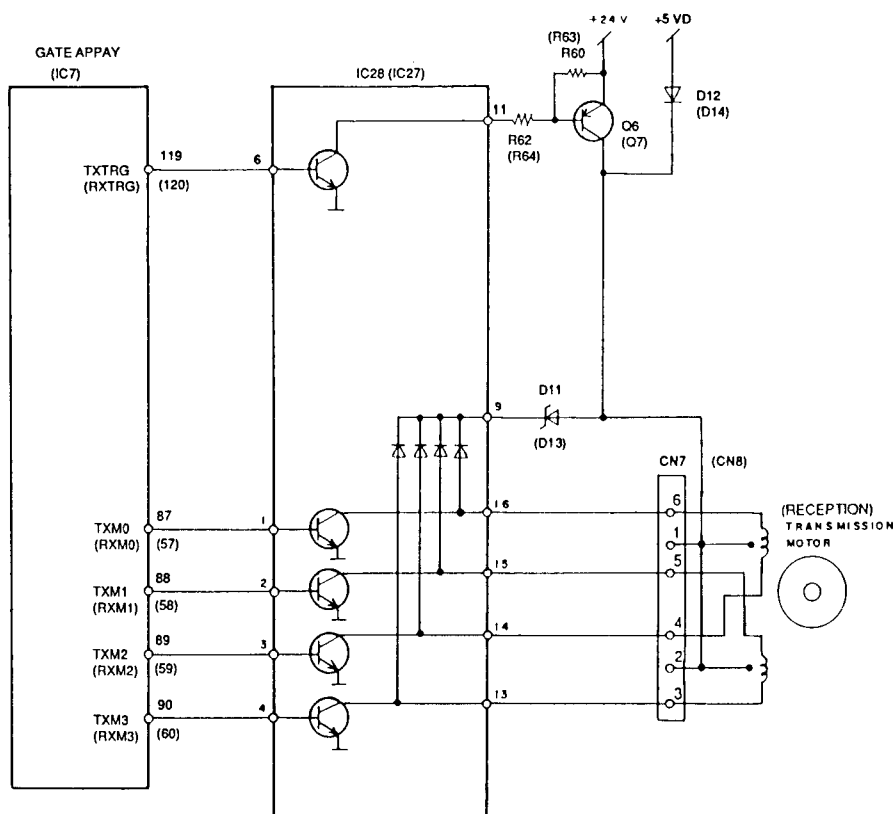 GATE APPAY
(IC7)
IC28 (IC27)
+24 V
+5 VD
(R63)
R60
D12
(D14)
11
R62
(R64)
Q6
(Q7)
TXTRG
(RXTRG)
119
(120)
6
9
D11
(D13)
CN7
(CN8)
TXM0
(RXM0)
87
(57)
1
16
6
(RECEPTION)
TRANSMISSION
MOTOR
1
5
TXM1
(RXM1)
88
(58)
2
15
TXM2
(RXM2)
89
(59)
3
14
4
2
TXM3
(RXM3)
90
(60)
4
13
3